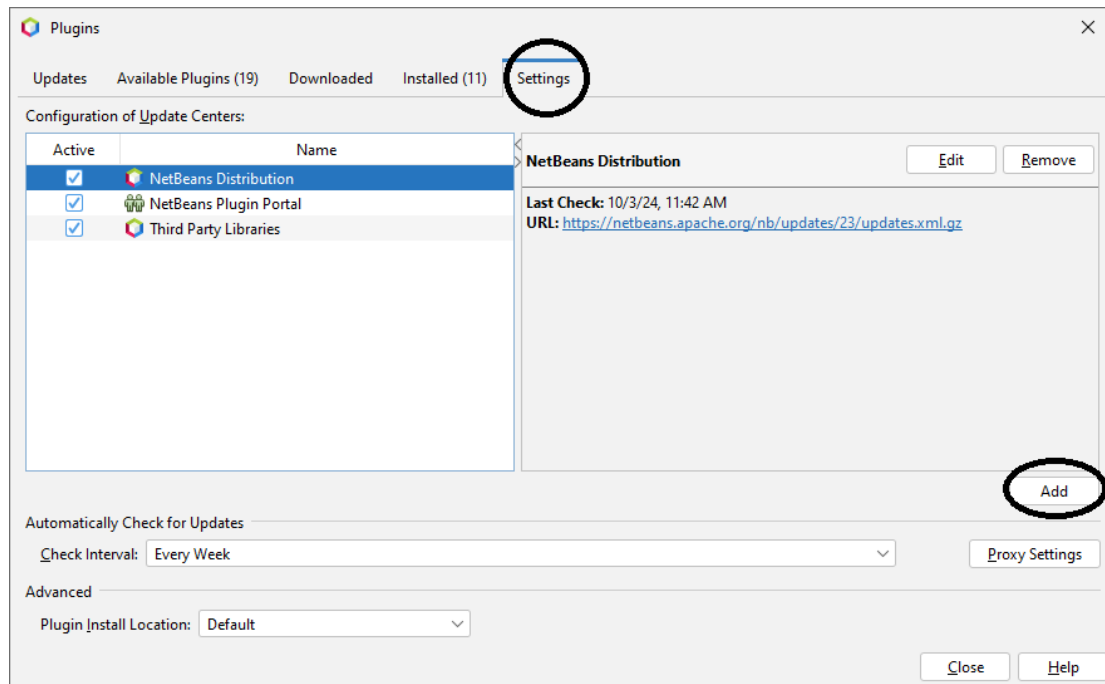 Plugins
Updates Available Plugins (19) Downloaded Installed (11) Settings
Configuration of Update Centers:
Active Name
NetBeans Distribution
NetBeans Plugin Portal
Third Party Libraries
NetBeans Distribution Edit Remove
Last Check: 10/3/24, 11:42 AM
URL: https://netbeans.apache.org/nb/updates/23/updates.xml.gz
Add
Automatically Check for Updates
Check Interval: Every Week Proxy Settings
Advanced
Plugin Install Location: Default
Close Help